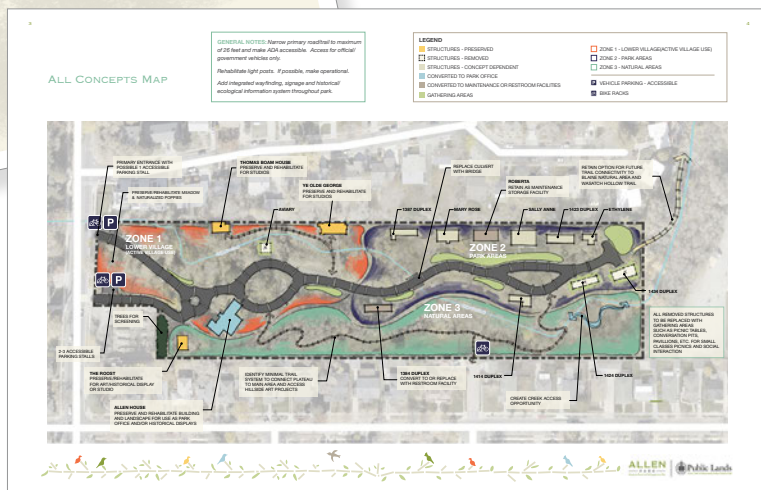 ALL CONCEPTS MAP
GENERAL NOTES: Narrow primary road/trail to maximum
of 26 feet and make ADA accessible. Access for official/
government vehicles only.
Rehabilitate light posts. If possible, make operational.
Add integrated wayfinding, signage and historical/
ecological information system throughout park.
LEGEND
STRUCTURES - PRESERVED
STRUCTURES - REMOVED
STRUCTURES - CONCEPT DEPENDENT
CONVERTED TO PARK OFFICE
CONVERTED TO MAINTENANCE OR RESTROOM FACILITIES
GATHERING AREAS
ZONE 1 - LOWER VILLAGE(ACTIVE VILLAGE USE)
ZONE 2 - PARK AREAS
ZONE 3 - NATURAL AREAS
P VEHICLE PARKING - ACCESSIBLE
BIKE RACKS
PRIMARY ENTRANCE WITH
POSSIBLE 1 ACCESSIBLE
PARKING STALL
PRESERVE/REHABILITATE MEADOW
& NATURALIZED POPPIES
THOMAS BOAM HOUSE
PRESERVE AND REHABILITATE
FOR STUDIOS
YE OLDE GEORGE
PRESERVE AND REHABILITATE
FOR STUDIOS
AVIARY
REPLACE CULVERT
WITH BRIDGE
ROBERTA
RETAIN AS MAINTENANCE
STORAGE FACILITY
RETAIN OPTION FOR FUTURE
TRAIL CONNECTIVITY TO
BLAINE NATURAL AREA AND
WASATCH HOLLOW TRAIL
1387 DUPLEX
MARY ROSE
SALLY ANNE
1423 DUPLEX
ETHYLENE
P
ZONE 1
LOWER VILLAGE
(ACTIVE VILLAGE USE)
ZONE 2
PARK AREAS
P
ZONE 3
NATURAL AREAS
1436 DUPLEX
TREES FOR
SCREENING
2-3 ACCESSIBLE
PARKING STALLS
THE ROOST
PRESERVE/REHABILITATE
FOR ART/HISTORICAL DISPLAY
OR STUDIO
ALLEN HOUSE
PRESERVE AND REHABILITATE BUILDING
AND LANDSCAPE FOR USE AS PARK
OFFICE AND/OR HISTORICAL DISPLAYS
IDENTIFY MINIMAL TRAIL
SYSTEM TO CONNECT PLATEAU
TO MAIN AREA AND ACCESS
HILLSIDE ART PROJECTS
1384 DUPLEX
CONVERT TO OR REPLACE
WITH RESTROOM FACILITY
1414 DUPLEX
1424 DUPLEX
CREATE CREEK ACCESS
OPPORTUNITY
ALL REMOVED STRUCTURES
TO BE REPLACED WITH
GATHERING AREAS
SUCH AS PICNIC TABLES,
CONVERSATION PITS,
PAVILLIONS, ETC. FOR SMALL
CLASSES PICNICS AND SOCIAL
INTERACTION
ALLEN
PARK
Public Lands